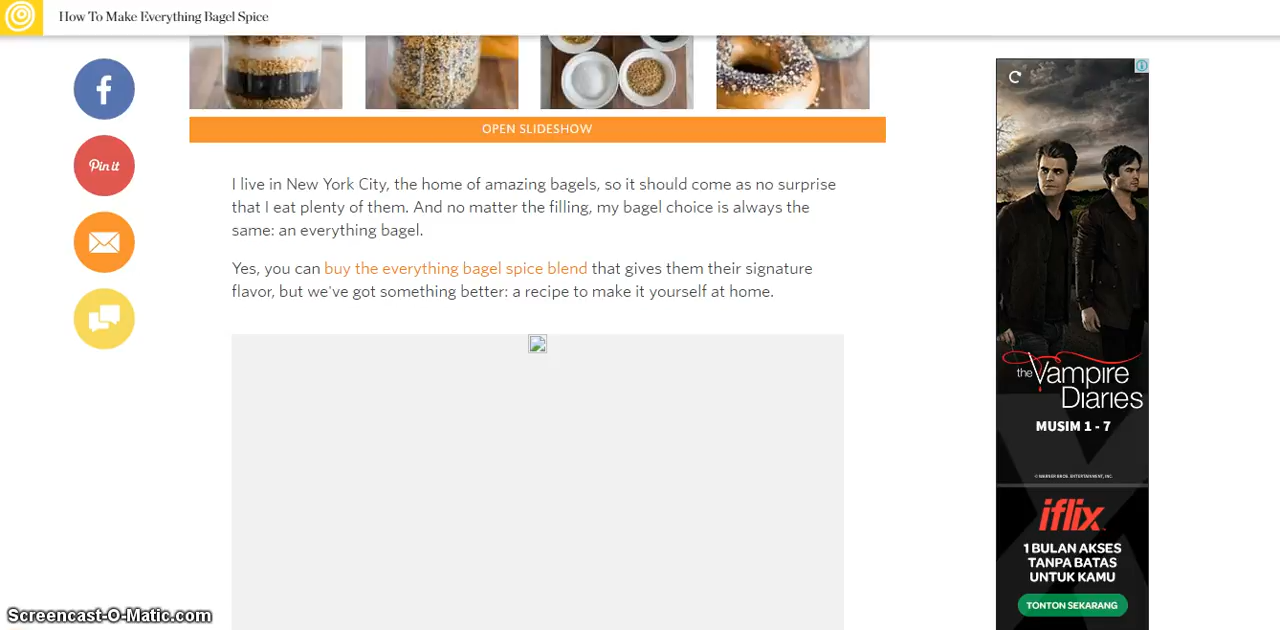 How To Make Everything Bagel Spice
Pin it
OPEN SLIDESHOW
I live in New York City, the home of amazing bagels, so it should come as no surprise
that I eat plenty of them. And no matter the filling, my bagel choice is always the
same: an everything bagel.
Yes, you can buy the everything bagel spice blend that gives them their signature
flavor, but we've got something better: a recipe to make it yourself at home.
the Vampire
Diaries
MUSIM 1 - 7
© WARNER BROS. ENTERTAINMENT, INC.
iflix
1 BULAN AKSES
TANPA BATAS
UNTUK KAMU
TONTON SEKARANG
Screencast-O-Matic.com